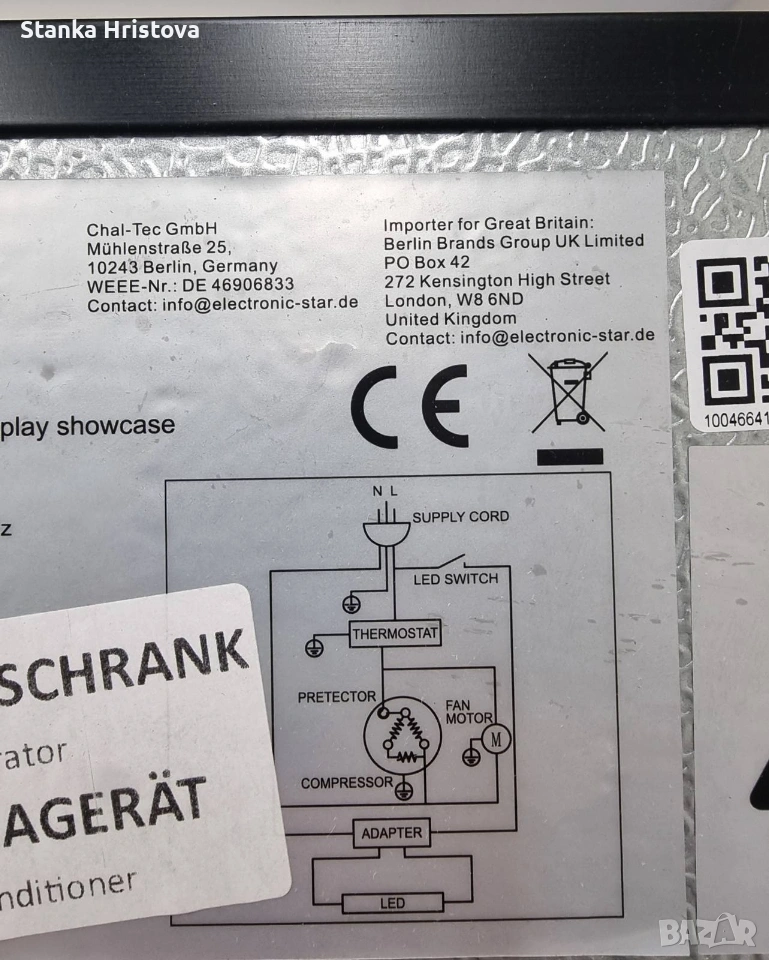 Stanka Hristova
Chal-Tec GmbH
Mühlenstraße 25,
10243 Berlin, Germany
WEEE-Nr.: DE 46906833
Contact: info@electronic-star.de
Importer for Great Britain:
Berlin Brands Group UK Limited
PO Box 42
272 Kensington High Street
London, W8 6ND
United Kingdom
Contact: info@electronic-star.de
CE
play showcase
1004664
z
N L
SUPPLY CORD
LED SWITCH
THERMOSTAT
PRETECTOR
FAN
MOTOR
M
COMPRESSOR
ADAPTER
LED
SCHRANK
rator
AGERÄT
nditioner
BAZAR